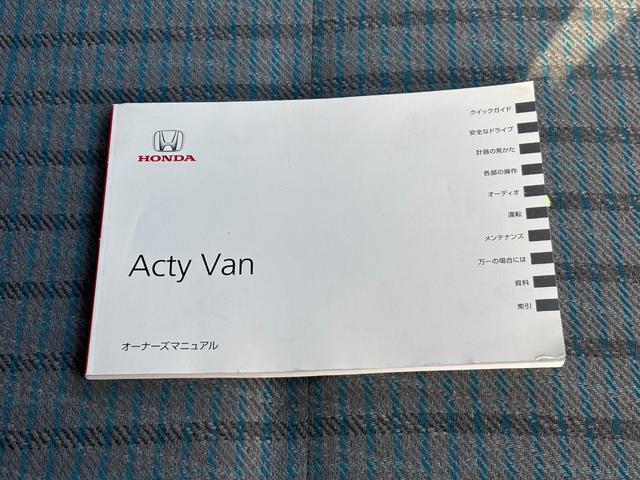 HONDA
Acty Van
オーナーズマニュアル
クイックガイド
安全なドライブ
計器の見かた
各部の操作
オーディオ
運転
メンテナンス
万一の場合には
資料
索引